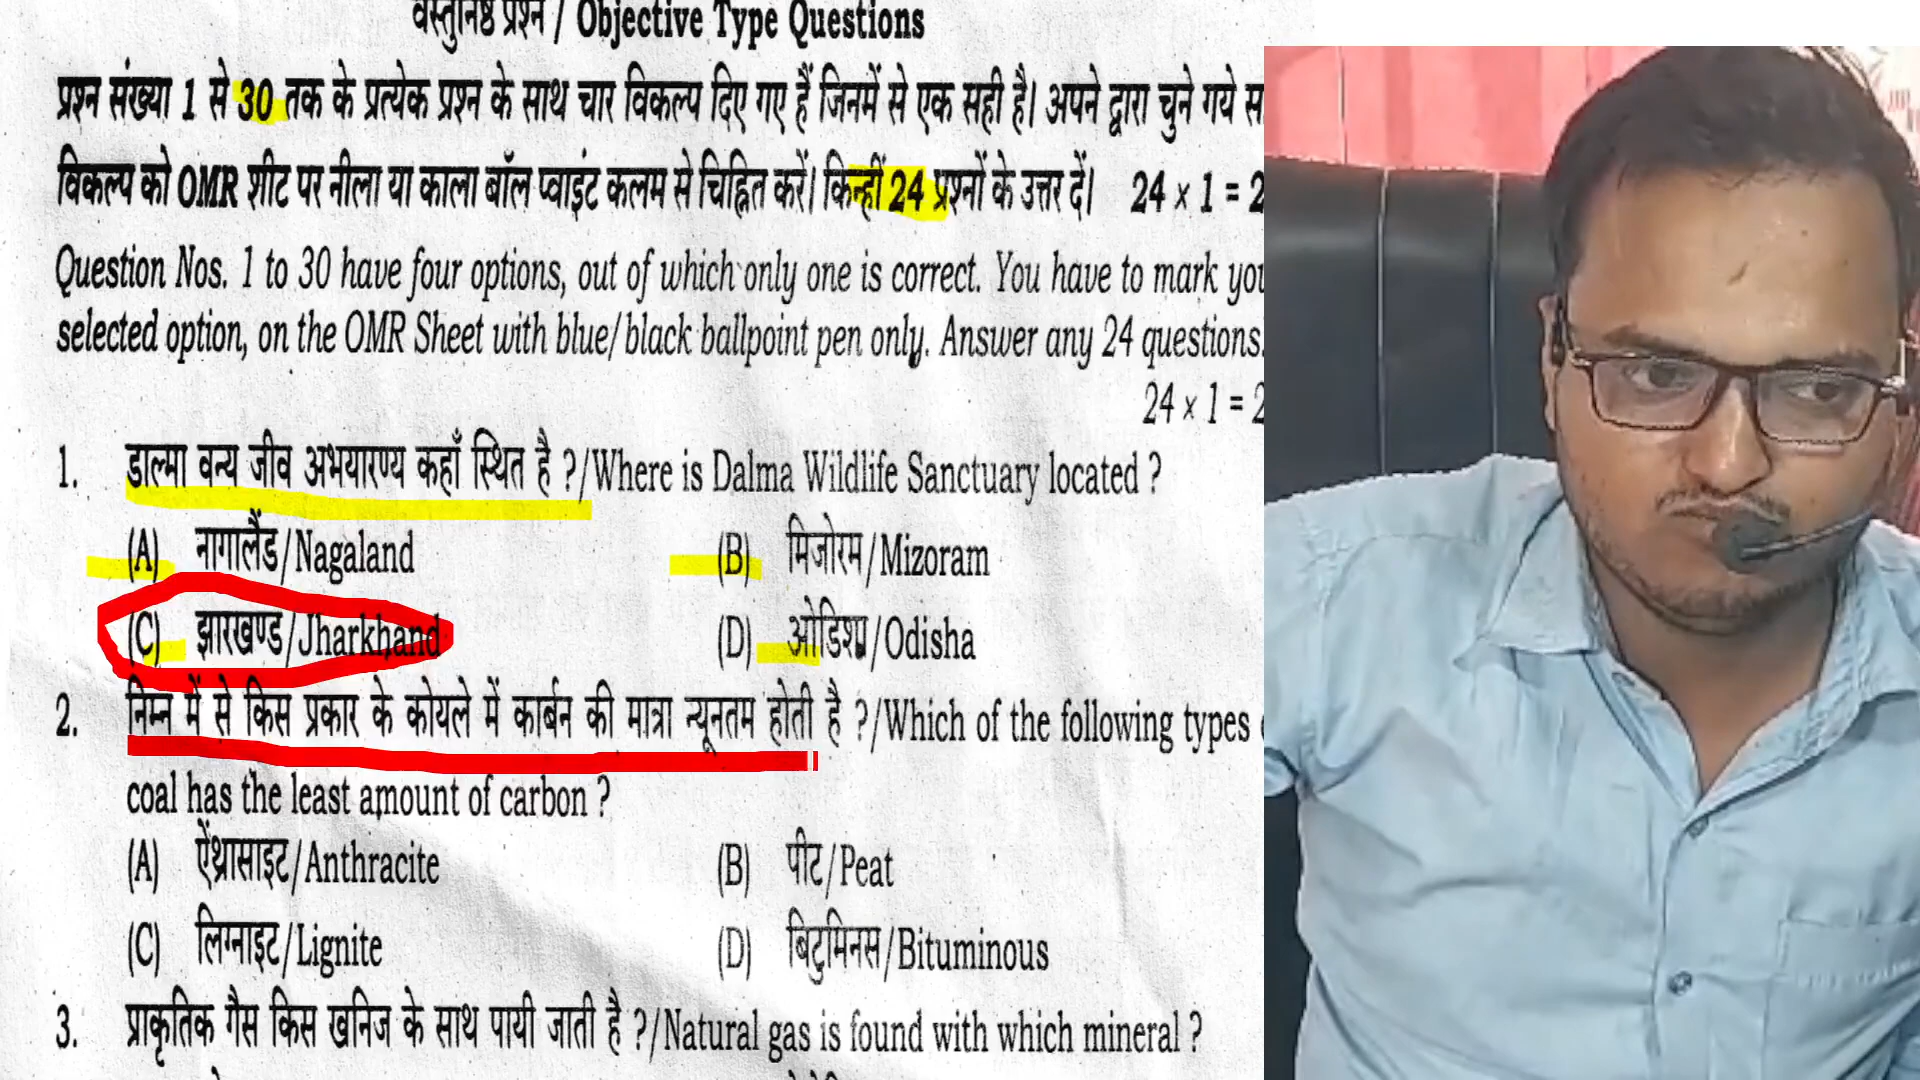 वस्तुनिष्ठ प्रश्न / Objective Type Questions
प्रश्न संख्या 1 से 30 तक के प्रत्येक प्रश्न के साथ चार विकल्प दिए गए हैं जिनमें से एक सही है। अपने द्वारा चुने गये
विकल्प को OMR शीट पर नीला या काला बॉल प्वाइंट कलम से चिह्नित करें। किन्हीं 24 प्रश्नों के उत्तर दें। 24 x 1 =
Question Nos. 1 to 30 have four options, out of which only one is correct. You have to mark
selected option, on the OMR Sheet with blue/black ballpoint pen only. Answer any 24 questions.
24 x 1 =
1. डाल्मा वन्य जीव अभयारण्य कहाँ स्थित है ?/Where is Dalma Wildlife Sanctuary located ?
(A) नागालैंड/Nagaland (B) मिजोरम/Mizoram
(C) झारखण्ड/Jharkhand (D) ओडिशा/Odisha
2. निम्न में से किस प्रकार के कोयले में कार्बन की मात्रा न्यूनतम होती है ?/Which of the following types
coal has the least amount of carbon ?
(A) ऐंथ्रासाइट/Anthracite (B) पीट/Peat
(C) लिग्नाइट/Lignite (D) बिटुमिनस/Bituminous
3. प्राकृतिक गैस किस खनिज के साथ पायी जाती है ?/Natural gas is found with which mineral ?